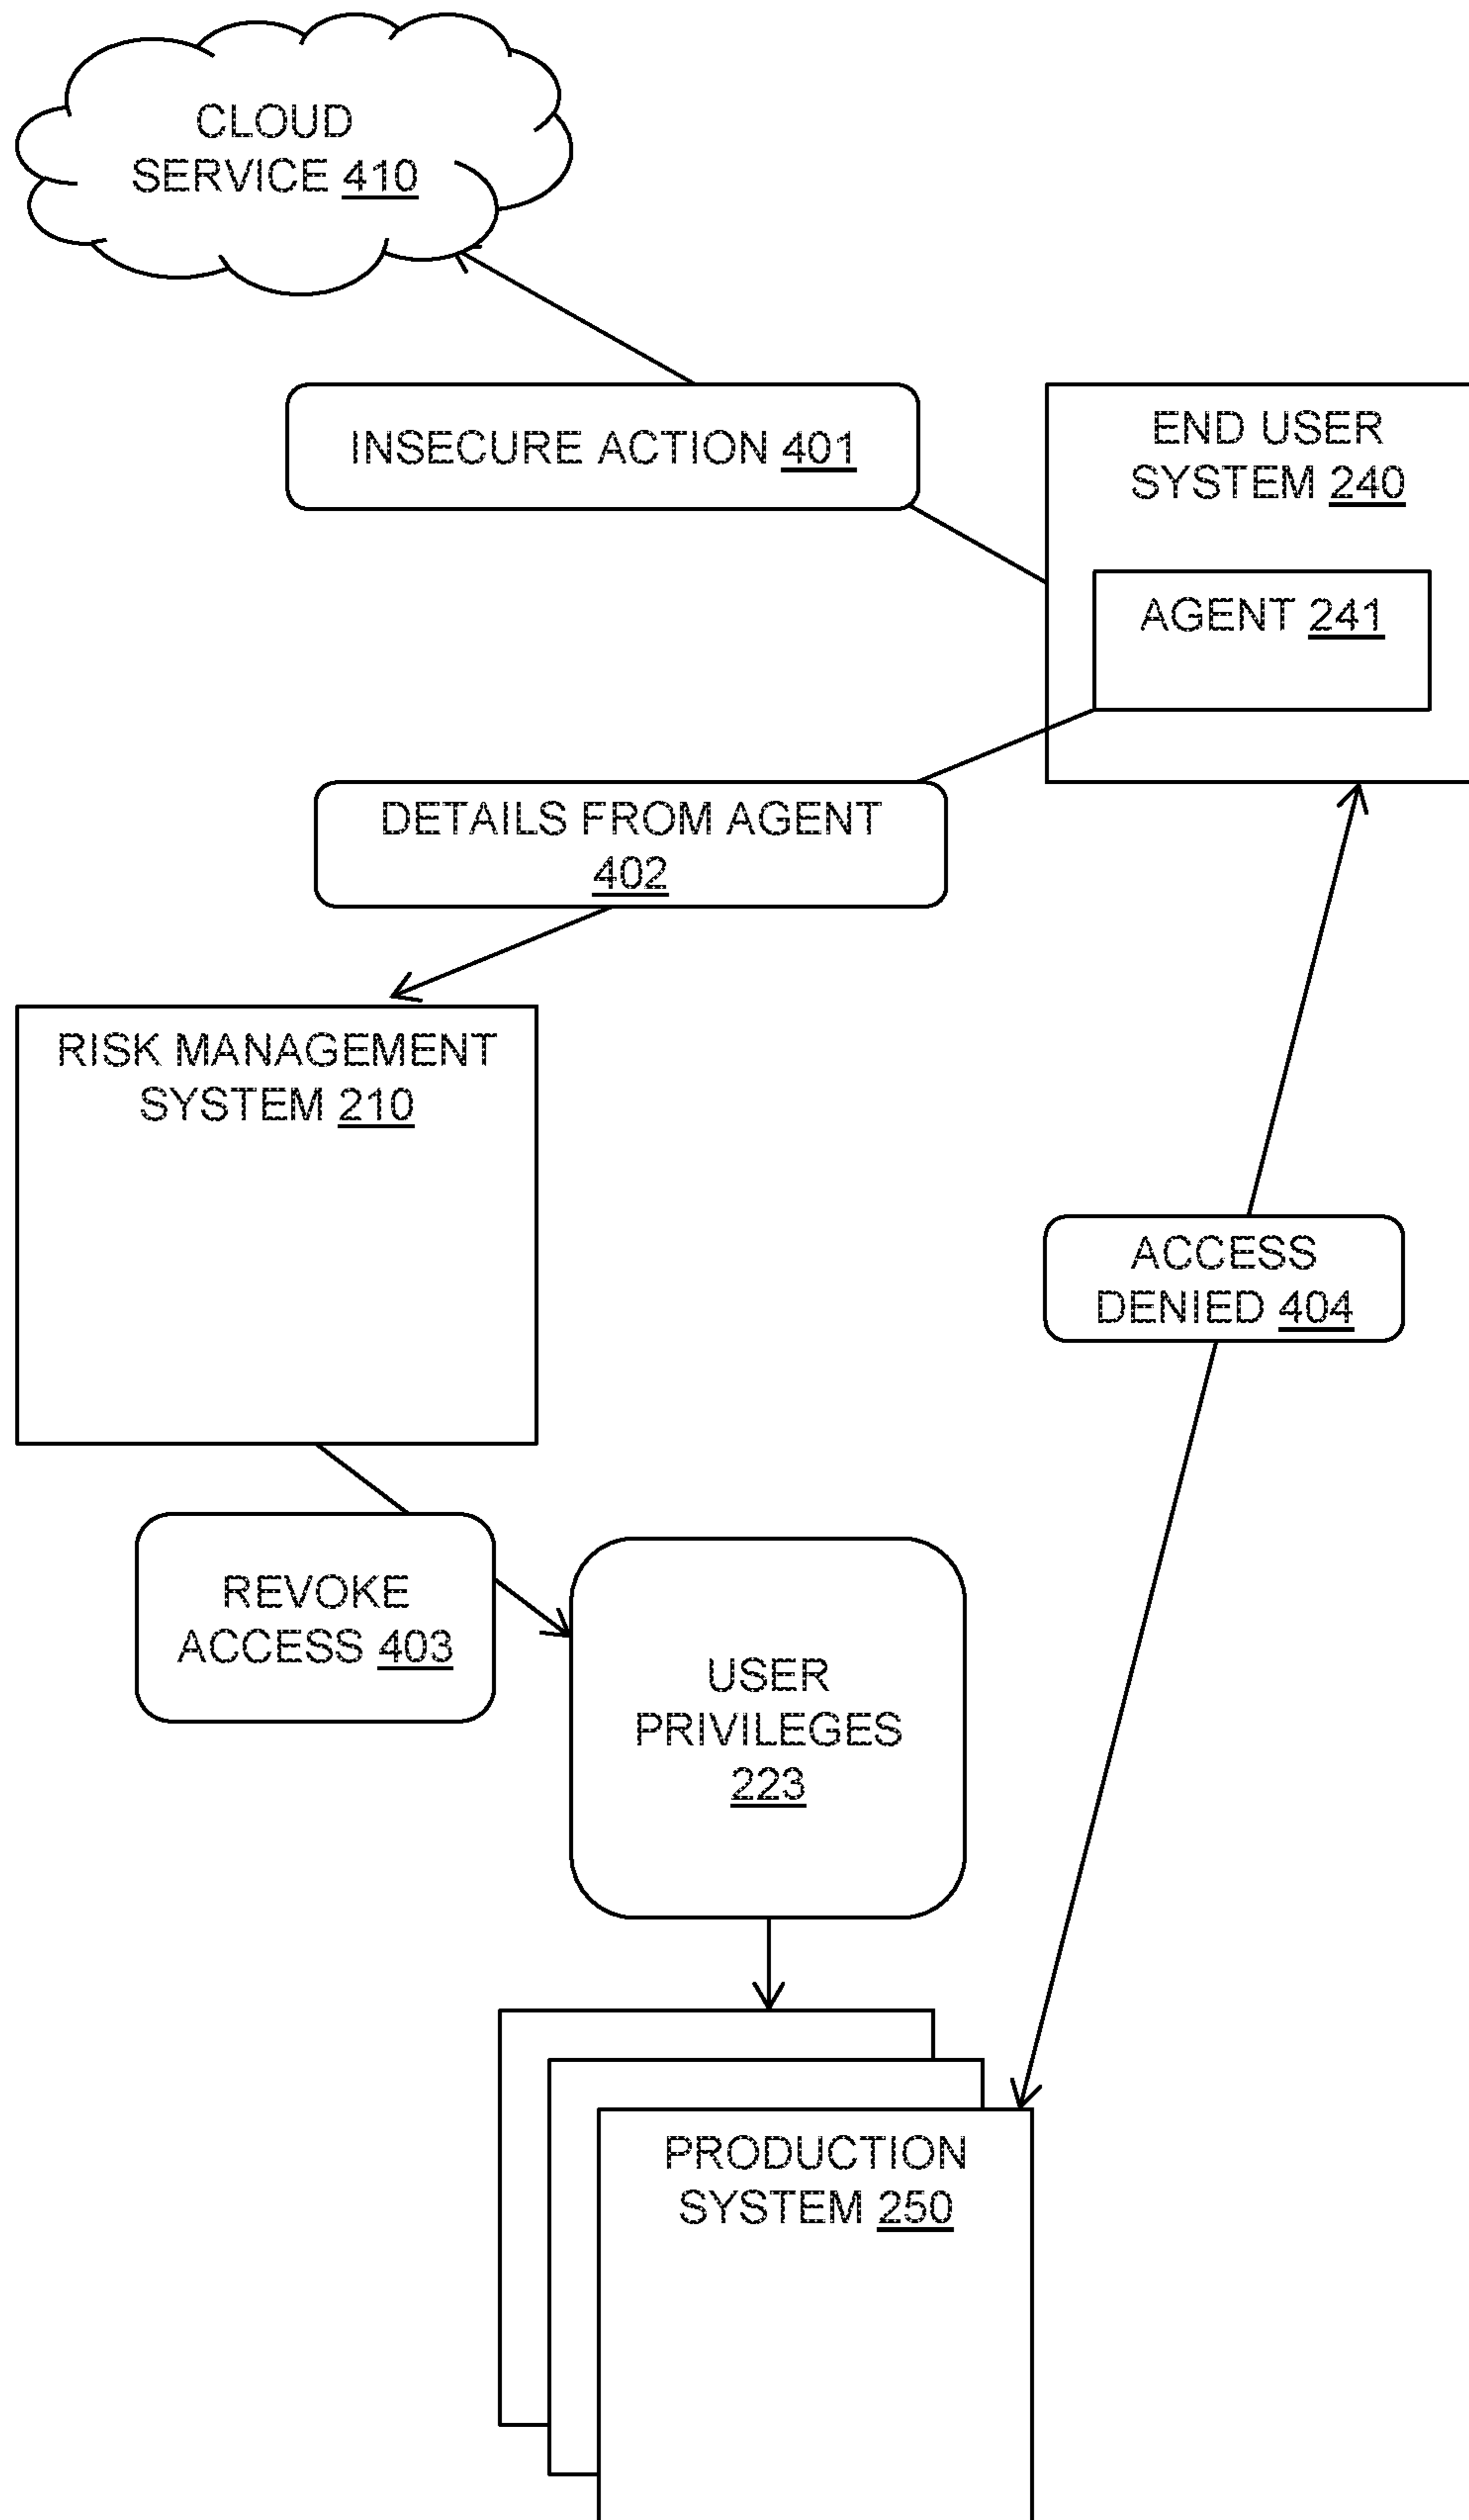 CLOUD
SERVICE 410
INSECURE ACTION 401
END USER
SYSTEM 240
AGENT 241
DETAILS FROM AGENT
402
RISK MANAGEMENT
SYSTEM 210
ACCESS
DENIED 404
REVOKE
ACCESS 403
USER
PRIVILEGES
223
PRODUCTION
SYSTEM 250